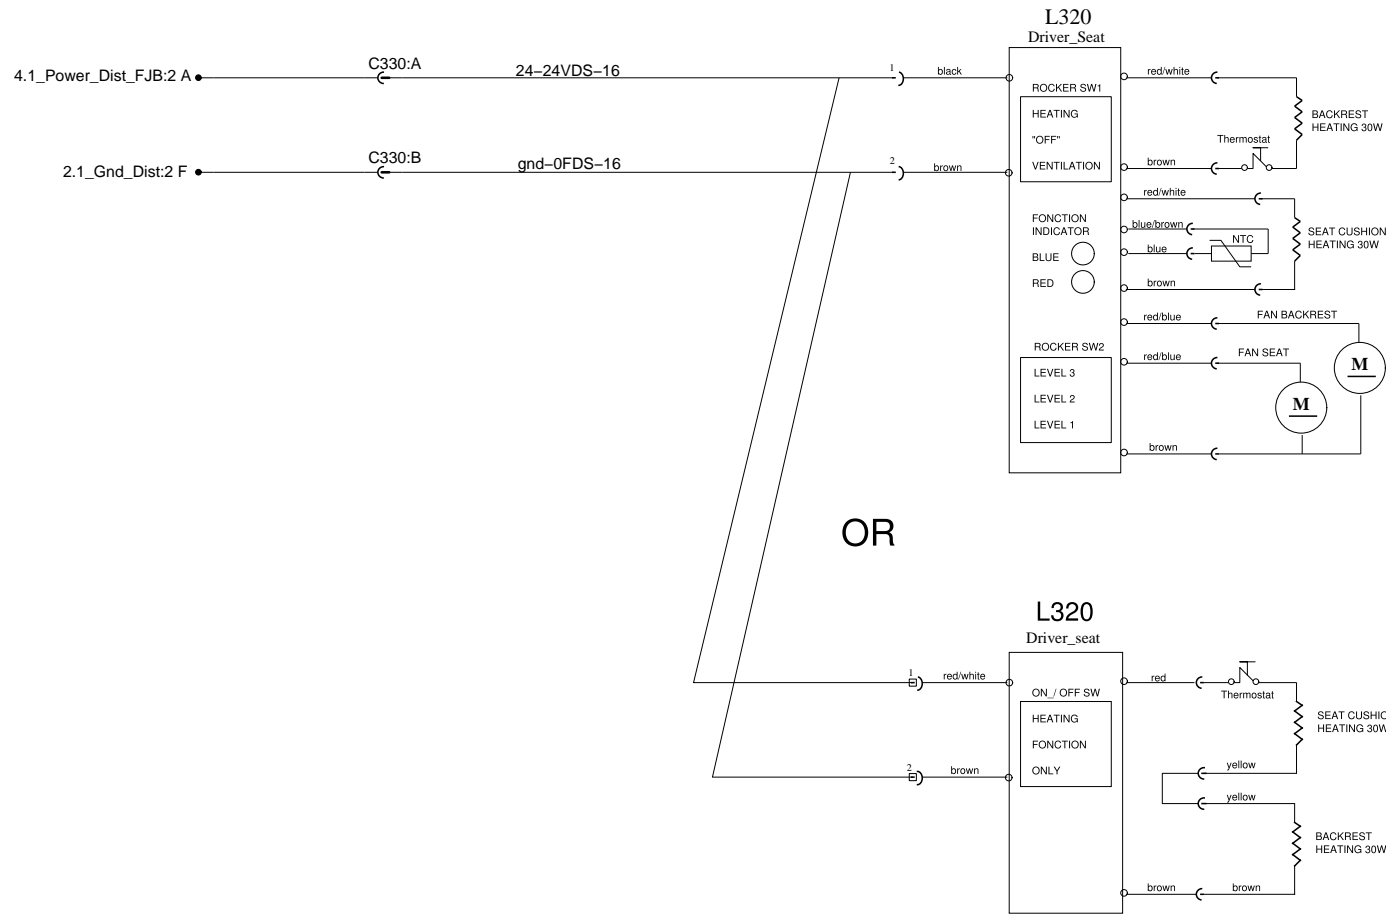 L320
Driver_Seat
4.1_Power_Dist_FJB:2 A
C330:A
24–24VDS–16
1
black
red/white
ROCKER SW1
HEATING
"OFF"
VENTILATION
BACKREST
HEATING 30W
Thermostat
brown
2.1_Gnd_Dist:2 F
C330:B
gnd–0FDS–16
2
brown
red/white
FONCTION
INDICATOR
BLUE
RED
blue/brown
blue
NTC
SEAT CUSHION
HEATING 30W
brown
red/blue
FAN BACKREST
M
ROCKER SW2
LEVEL 3
LEVEL 2
LEVEL 1
red/blue
FAN SEAT
M
brown
OR
L320
Driver_seat
1
red/white
ON_/ OFF SW
HEATING
FONCTION
ONLY
red
Thermostat
SEAT CUSHIO
HEATING 30W
2
brown
yellow
yellow
BACKREST
HEATING 30W
brown
brown